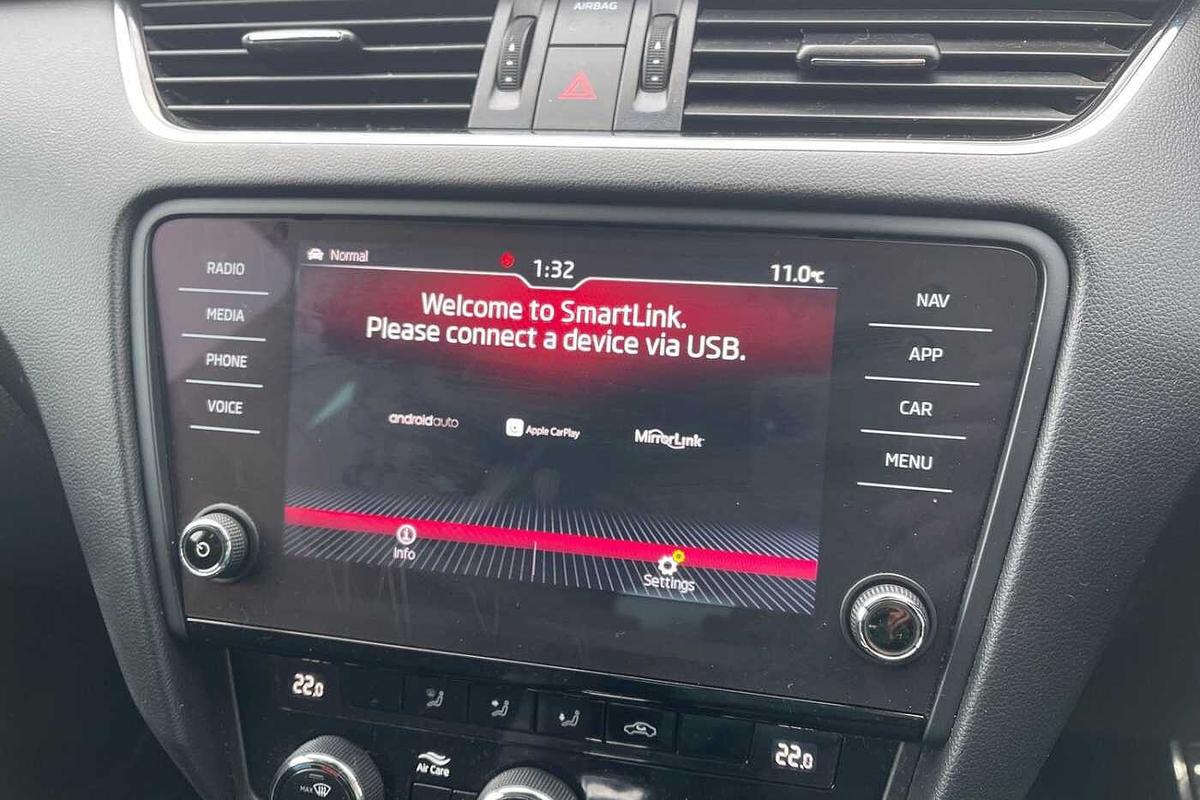 AIRBAG
Normal
1:32
11.0°C
RADIO
MEDIA
PHONE
VOICE
Welcome to SmartLink.
Please connect a device via USB.
androidauto
Apple CarPlay
MirrorLink
Info
Settings
NAV
APP
CAR
MENU
22.0
22.0
MAX
Air Care